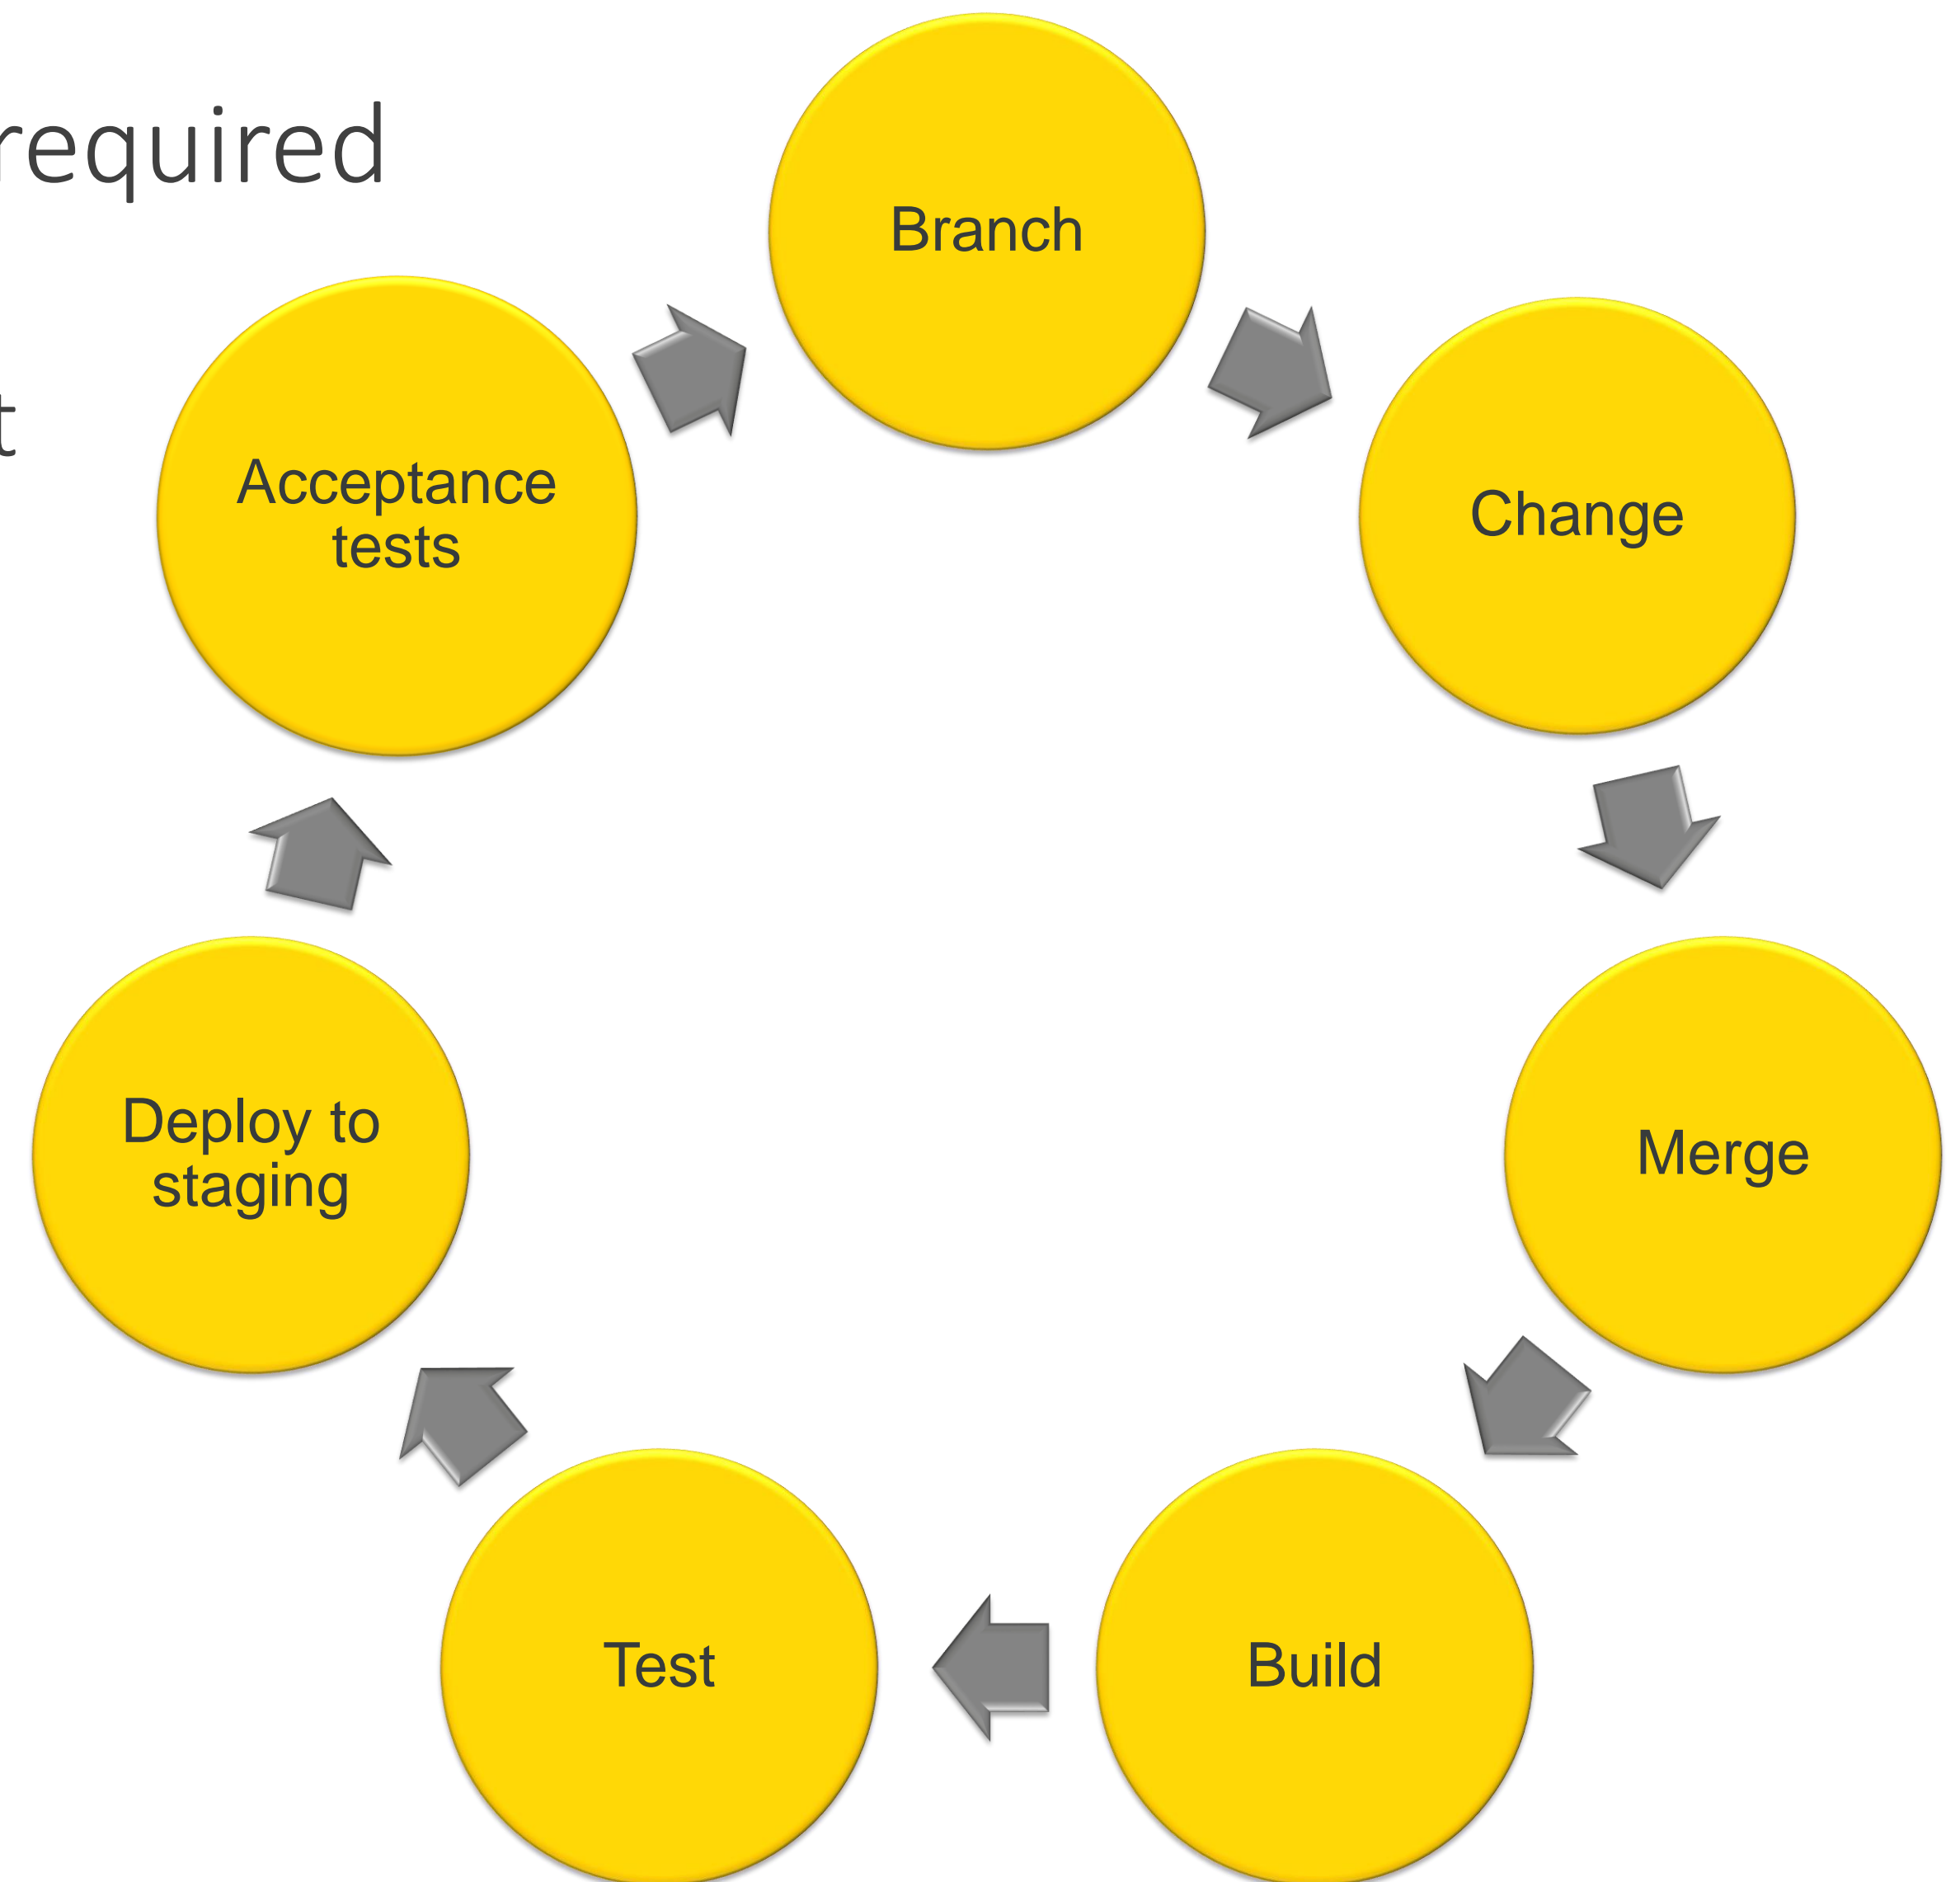 required
t
Branch
Change
Merge
Build
Test
Deploy to
staging
Acceptance
tests